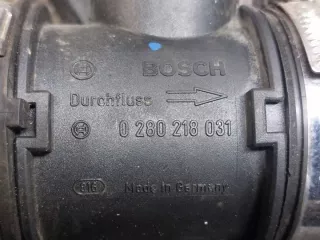 BOSCH
Durchfluss
0 280 218 031
Made in Germany